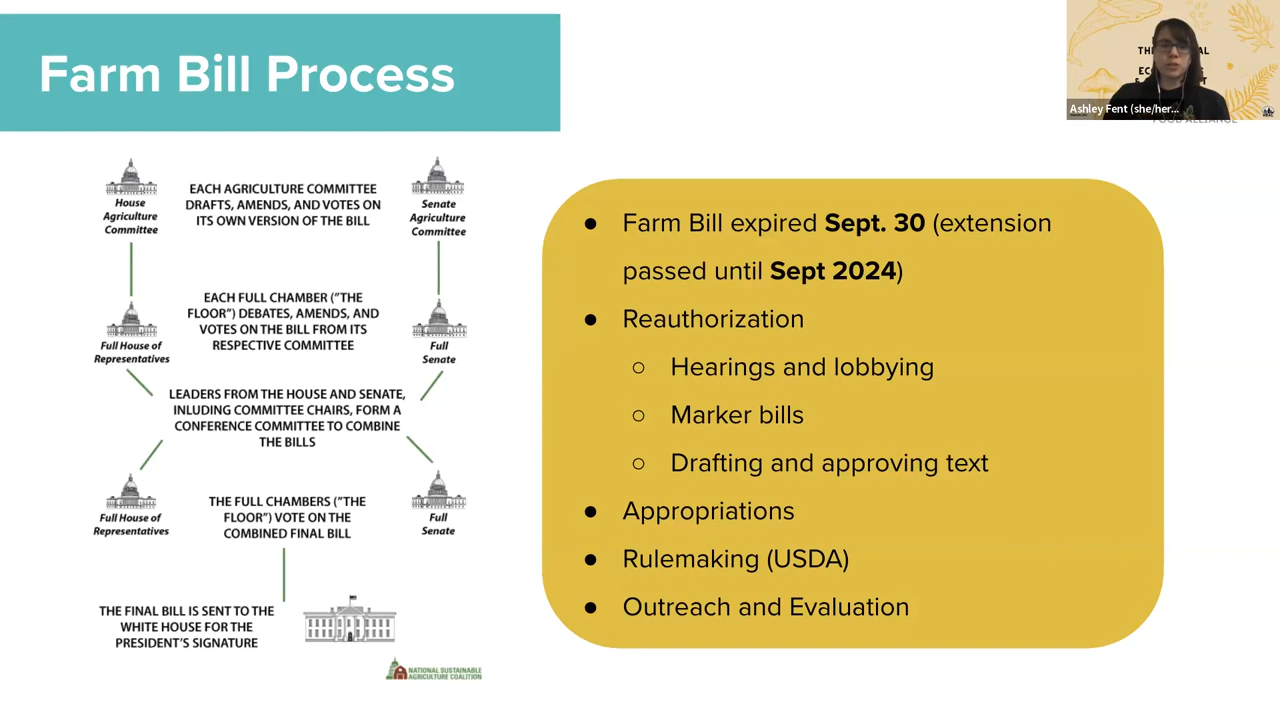 Farm Bill Process
TH
AL
EC
Ashley Fent (she/her...
FOOD ALLIANCE
House
Agriculture
Committee
EACH AGRICULTURE COMMITTEE
DRAFTS, AMENDS, AND VOTES ON
ITS OWN VERSION OF THE BILL
Senate
Agriculture
Committee
Full House of
Representatives
EACH FULL CHAMBER ("THE
FLOOR") DEBATES, AMENDS, AND
VOTES ON THE BILL FROM ITS
RESPECTIVE COMMITTEE
Full
Senate
LEADERS FROM THE HOUSE AND SENATE,
INLUDING COMMITTEE CHAIRS, FORM A
CONFERENCE COMMITTEE TO COMBINE
THE BILLS
Full House of
Representatives
THE FULL CHAMBERS ("THE
FLOOR") VOTE ON THE
COMBINED FINAL BILL
Full
Senate
THE FINAL BILL IS SENT TO THE
WHITE HOUSE FOR THE
PRESIDENT'S SIGNATURE
NATIONAL SUSTAINABLE
AGRICULTURE COALITION
● Farm Bill expired Sept. 30 (extension
passed until Sept 2024)
● Reauthorization
○ Hearings and lobbying
○ Marker bills
○ Drafting and approving text
● Appropriations
● Rulemaking (USDA)
● Outreach and Evaluation